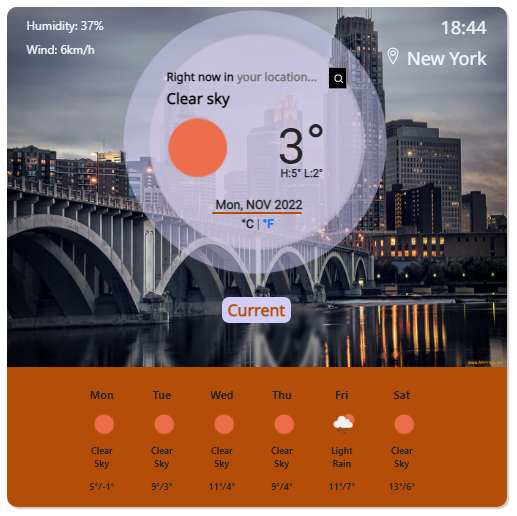 Humidity: 37%
18:44
Wind: 6km/h
New York
Right now in your location...
Clear sky
3°
H:5° L:2°
Mon, NOV 2022
°C | °F
Current
Mon Tue Wed Thu Fri Sat
Clear Sky Clear Sky Clear Sky Clear Sky Light Rain Clear Sky
5°/-1° 9°/3° 11°/4° 9°/4° 11°/7° 13°/6°